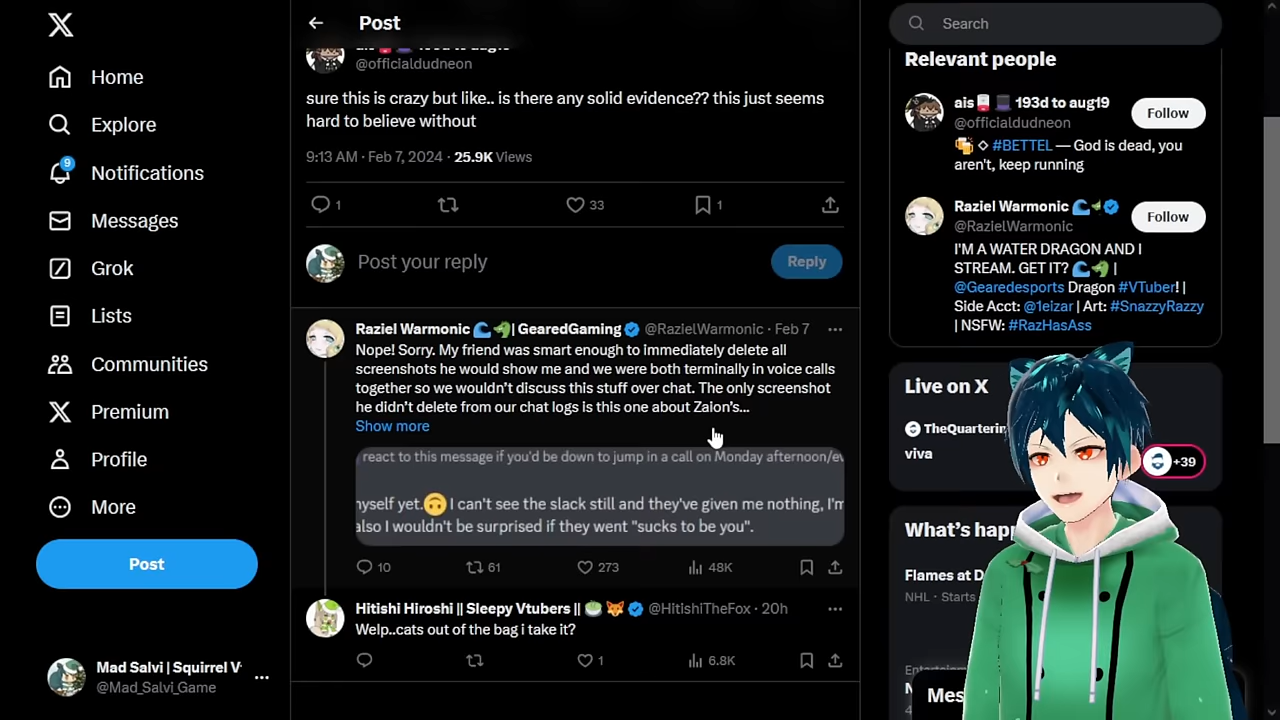 Home
Explore
9
Notifications
Messages
Grok
Lists
Communities
Premium
Profile
More
Post
Mad Salvi | Squirrel V
@Mad_Salvi_Game
Post
193d to aug19
@officialdudneon
sure this is crazy but like.. is there any solid evidence?? this just seems
hard to believe without
9:13 AM · Feb 7, 2024 · 25.9K Views
1
33
1
Post your reply
Reply
Raziel Warmonic 🌊🐉| GearedGaming @RazielWarmonic · Feb 7
Nope! Sorry. My friend was smart enough to immediately delete all
screenshots he would show me and we were both terminally in voice calls
together so we wouldn't discuss this stuff over chat. The only screenshot
he didn't delete from our chat logs is this one about Zaion's...
Show more
react to this message if you'd be down to jump in a call on Monday afternoon/ev
nyself yet.🙃 I can't see the slack still and they've given me nothing, I'm
also I wouldn't be surprised if they went "sucks to be you".
10
61
273
48K
Hitishi Hiroshi || Sleepy Vtubers || @HitishiTheFox · 20h
Welp..cats out of the bag i take it?
1
6.8K
Search
Relevant people
ais 193d to aug19
@officialdudneon
Follow
🍻 ◇ #BETTEL — God is dead, you
aren't, keep running
Raziel Warmonic 🌊🐉
@RazielWarmonic
Follow
I'M A WATER DRAGON AND I
STREAM. GET IT? 🌊🐉 |
@Gearedesports Dragon #VTuber! |
Side Acct: @1eizar | Art: #SnazzyRazzy
| NSFW: #RazHasAss
Live on X
TheQuarterin
viva
+39
What's happ
Flames at D
NHL · Starts
Mes